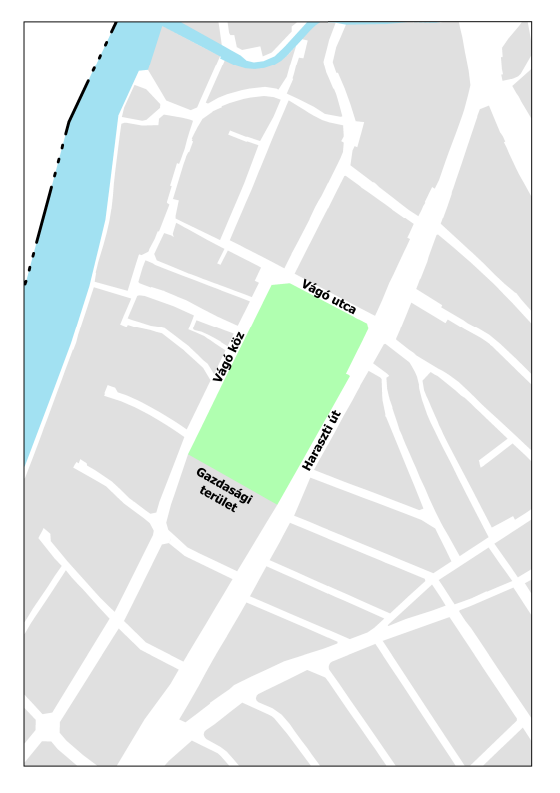 Vágó utca
Vágó köz
Haraszti út
Gazdasági
terület